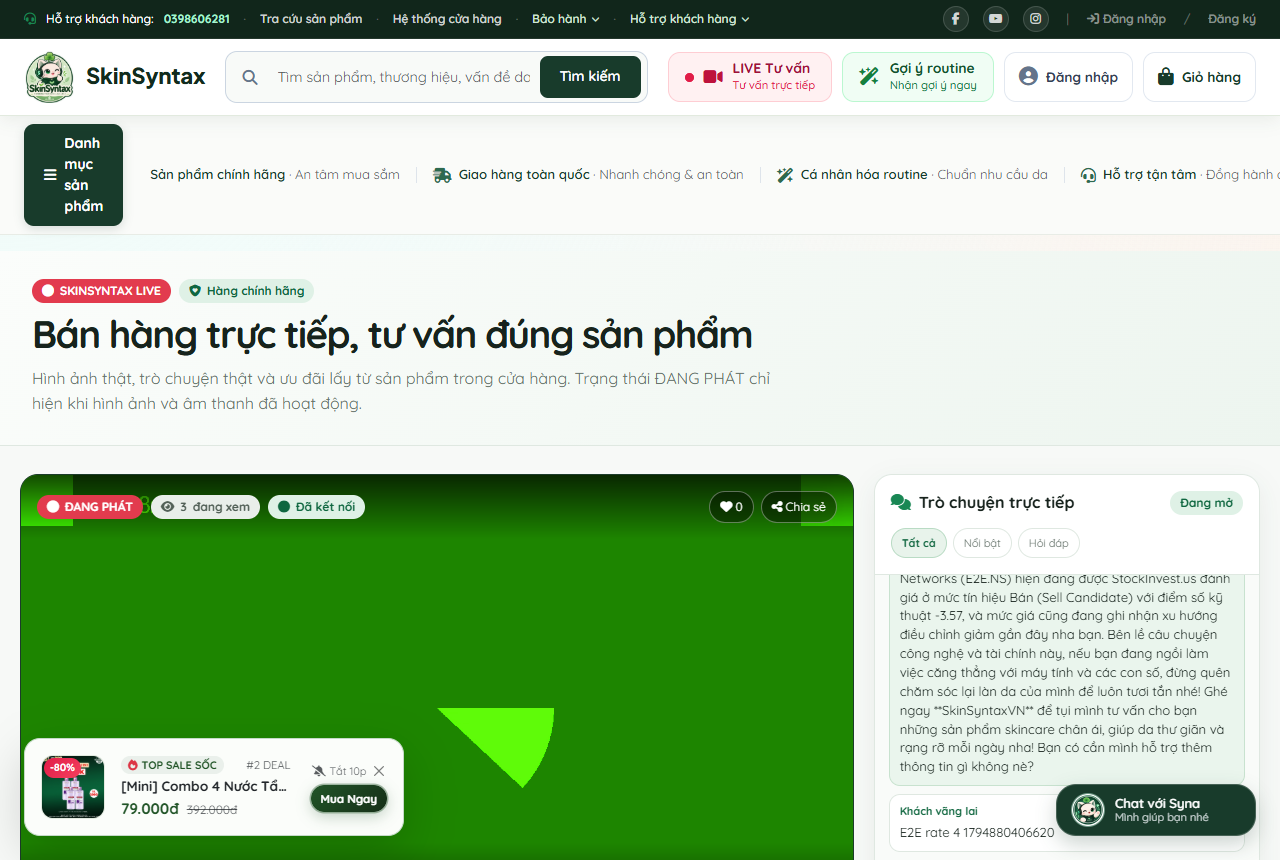 Hỗ trợ khách hàng: 0398606281 · Tra cứu sản phẩm · Hệ thống cửa hàng · Bảo hành · Hỗ trợ khách hàng
| Đăng nhập / Đăng ký
SkinSyntax
Tìm sản phẩm, thương hiệu, vấn đề da
Tìm kiếm
LIVE Tư vấn
Tư vấn trực tiếp
Gợi ý routine
Nhận gợi ý ngay
Đăng nhập
Giỏ hàng
Danh
mục
sản
phẩm
Sản phẩm chính hãng · An tâm mua sắm
Giao hàng toàn quốc · Nhanh chóng & an toàn
Cá nhân hóa routine · Chuẩn nhu cầu da
Hỗ trợ tận tâm · Đồng hành
SKINSYNTAX LIVE
Hàng chính hãng
Bán hàng trực tiếp, tư vấn đúng sản phẩm
Hình ảnh thật, trò chuyện thật và ưu đãi lấy từ sản phẩm trong cửa hàng. Trạng thái ĐANG PHÁT chỉ
hiện khi hình ảnh và âm thanh đã hoạt động.
ĐANG PHÁT
3 đang xem
Đã kết nối
0
Chia sẻ
Trò chuyện trực tiếp
Đang mở
Tất cả
Nổi bật
Hỏi đáp
Networks (E2E.NS) hiện đang được StockInvest.us đánh
giá ở mức tín hiệu Bán (Sell Candidate) với điểm số kỹ
thuật -3.57, và mức giá cũng đang ghi nhận xu hướng
điều chỉnh giảm gần đây nha bạn. Bên lề câu chuyện
công nghệ và tài chính này, nếu bạn đang ngồi làm
việc căng thẳng với máy tính và các con số, đừng quên
chăm sóc lại làn da của mình để luôn tươi tắn nhé! Ghé
ngay **SkinSyntaxVN** để tụi mình tư vấn cho bạn
những sản phẩm skincare chân ái, giúp da thư giãn và
rạng rỡ mỗi ngày nha! Bạn có cần mình hỗ trợ thêm
thông tin gì không nè?
Khách vãng lai
E2E rate 4 1794880406620
Chat với Syna
Mình giúp bạn nhé
-80%
TOP SALE SỐC
#2 DEAL
Tắt 10p
[Mini] Combo 4 Nước Tẩ...
79.000đ 392.000đ
Mua Ngay